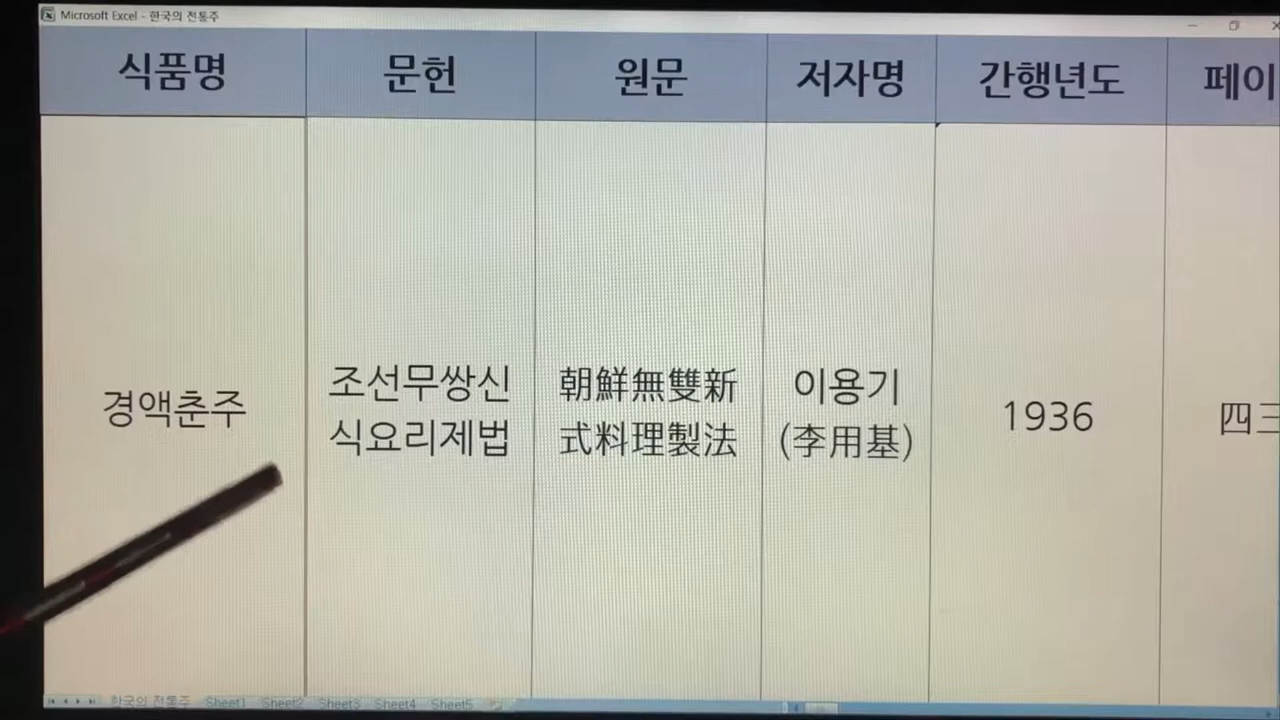 Microsoft Excel - 한국의 전통주
식품명 문헌 원문 저자명 간행년도 페이
경액춘주
조선무쌍신
식요리제법
朝鮮無雙新
式料理製法
이용기
(李用基)
1936
四三
한국의 전통주 Sheet1 Sheet2 Sheet3 Sheet4 Sheet5